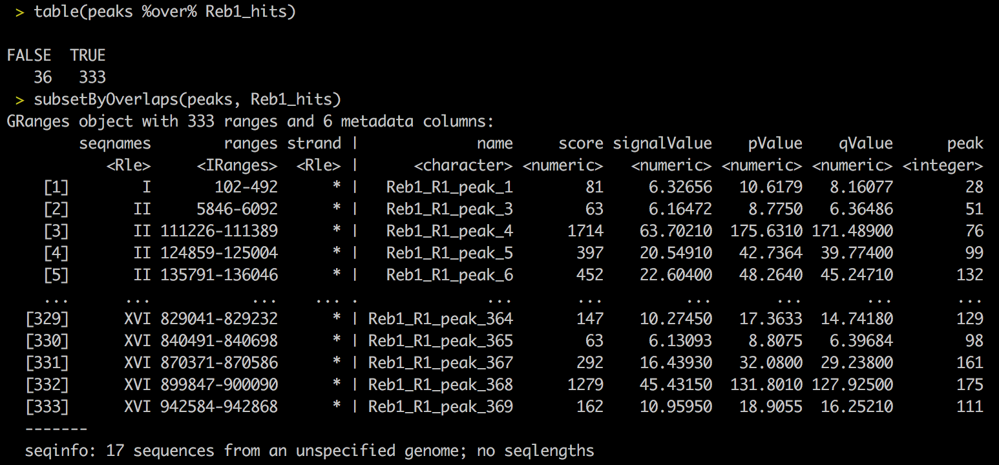 > table(peaks %over% Reb1_hits)
FALSE  TRUE
   36   333
> subsetByOverlaps(peaks, Reb1_hits)
GRanges object with 333 ranges and 6 metadata columns:
        seqnames        ranges strand |             name     score signalValue    pValue    qValue      peak
           <Rle>     <IRanges>  <Rle> |      <character> <numeric>   <numeric> <numeric> <numeric> <integer>
    [1]        I       102-492      * |   Reb1_R1_peak_1        81     6.32656   10.6179   8.16077        28
    [2]       II     5846-6092      * |   Reb1_R1_peak_3        63     6.16472    8.7750   6.36486        51
    [3]       II 111226-111389      * |   Reb1_R1_peak_4      1714    63.70210  175.6310 171.48900        76
    [4]       II 124859-125004      * |   Reb1_R1_peak_5       397    20.54910   42.7364  39.77400        99
    [5]       II 135791-136046      * |   Reb1_R1_peak_6       452    22.60400   48.2640  45.24710       132
    ...      ...           ...    ... .              ...       ...         ...       ...       ...       ...
  [329]      XVI 829041-829232      * | Reb1_R1_peak_364       147    10.27450   17.3633  14.74180       129
  [330]      XVI 840491-840698      * | Reb1_R1_peak_365        63     6.13093    8.8075   6.39684        98
  [331]      XVI 870371-870586      * | Reb1_R1_peak_367       292    16.43930   32.0800  29.23800       161
  [332]      XVI 899847-900090      * | Reb1_R1_peak_368      1279    45.43150  131.8010 127.92500       175
  [333]      XVI 942584-942868      * | Reb1_R1_peak_369       162    10.95950   18.9055  16.25210       111
  -------
  seqinfo: 17 sequences from an unspecified genome; no seqlengths